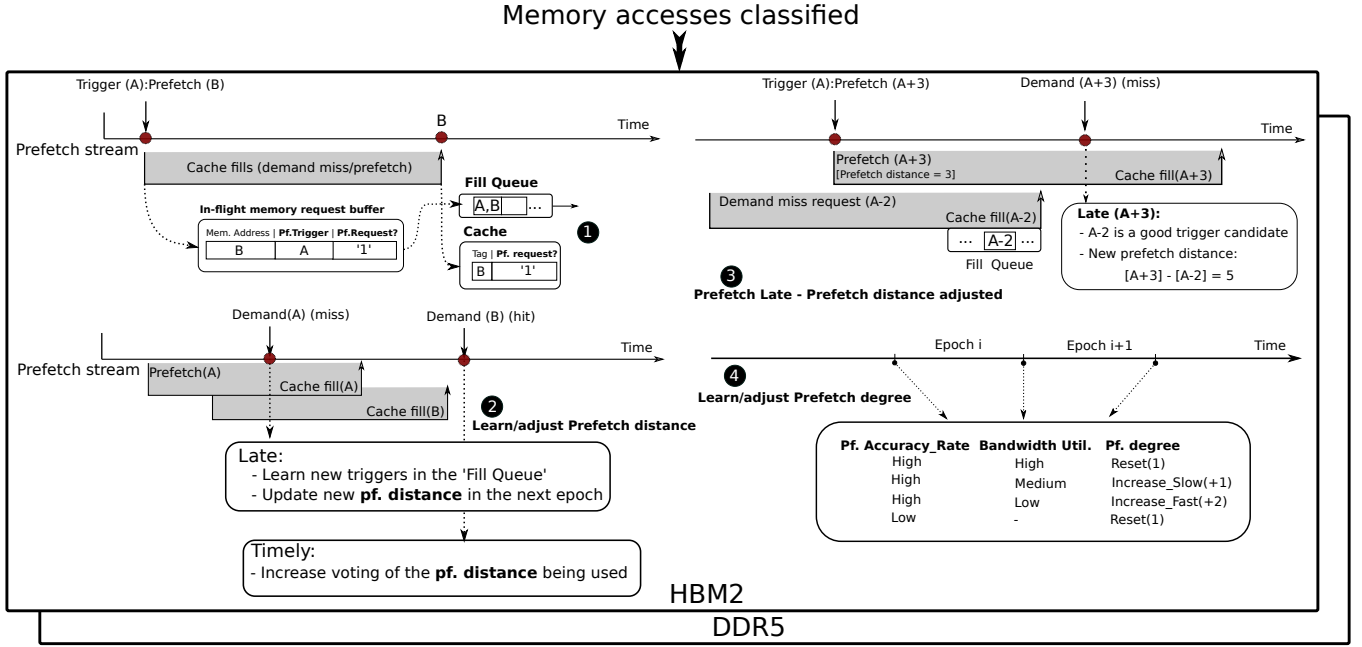 Memory accesses classified
Trigger (A):Prefetch (B)
B
Time
Prefetch stream
Cache fills (demand miss/prefetch)
Fill Queue
A,B ...
In-flight memory request buffer
Mem. Address | Pf.Trigger | Pf.Request?
B A '1'
1
Cache
Tag | Pf. request?
B '1'
Trigger (A):Prefetch (A+3)
Demand (A+3) (miss)
Time
Prefetch (A+3)
[Prefetch distance = 3]
Cache fill(A+3)
Demand miss request (A-2)
Cache fill(A-2)
... A-2 ...
Fill Queue
Late (A+3):
- A-2 is a good trigger candidate
- New prefetch distance:
[A+3] - [A-2] = 5
3
Prefetch Late - Prefetch distance adjusted
Demand(A) (miss)
Demand (B) (hit)
Time
Prefetch stream
Prefetch(A)
Cache fill(A)
Cache fill(B)
2
Learn/adjust Prefetch distance
Late:
- Learn new triggers in the 'Fill Queue'
- Update new pf. distance in the next epoch
Timely:
- Increase voting of the pf. distance being used
Epoch i
Epoch i+1
Time
4
Learn/adjust Prefetch degree
Pf. Accuracy_Rate Bandwidth Util. Pf. degree
High High Reset(1)
High Medium Increase_Slow(+1)
High Low Increase_Fast(+2)
Low - Reset(1)
HBM2
DDR5